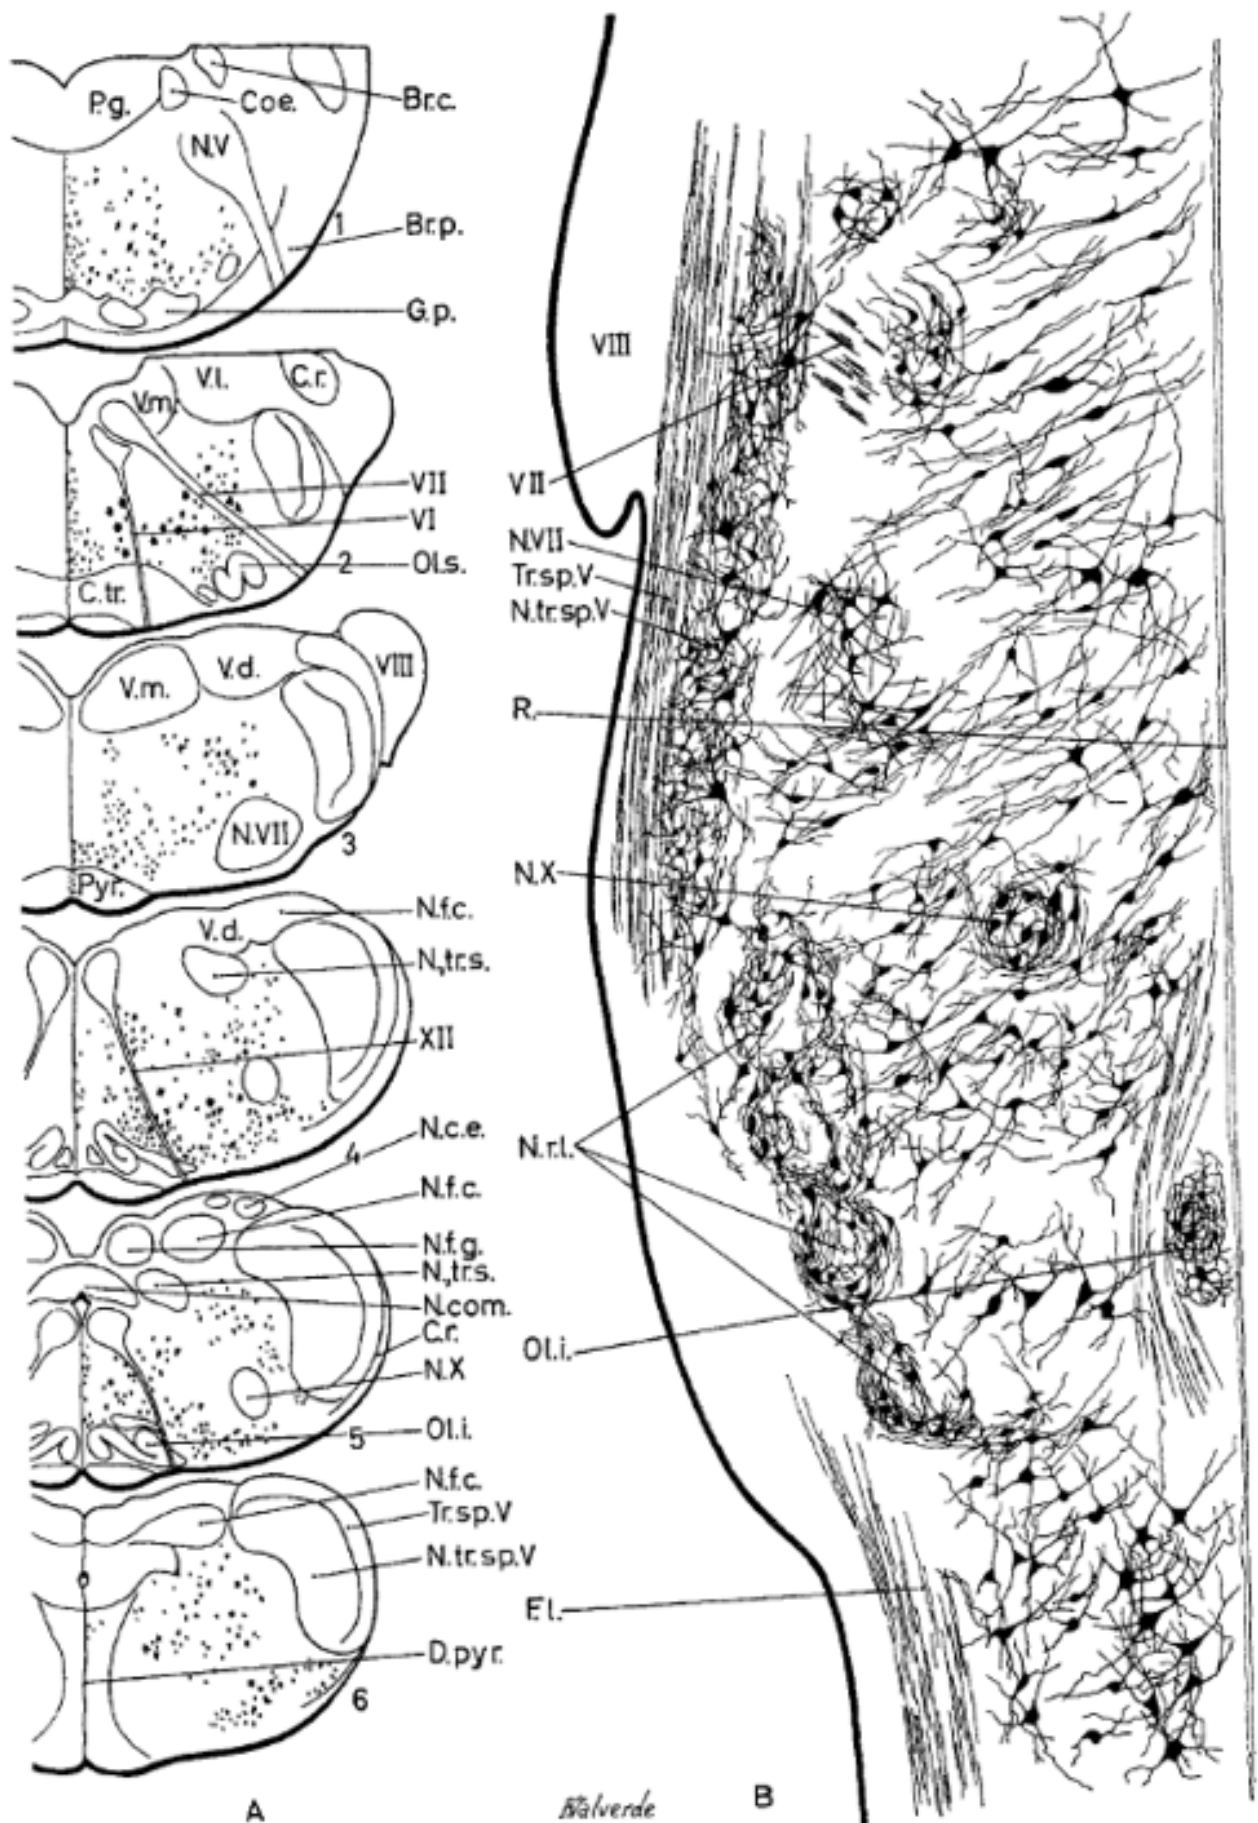 P.g.
Coe.
Br.c.
N.V
1
Br.p.
G.p.
V.m.
V.l.
C.r.
VII
VI
C.tr.
2
Ol.s.
V.m.
V.d.
VIII
N.VII
3
Pyr.
N.f.c.
V.d.
N.tr.s.
XII
4
N.c.e.
N.f.c.
N.f.g.
N.tr.s.
N.com.
C.r.
N.X
Ol.i.
5
N.f.c.
Tr.sp.V
N.tr.sp.V
D.pyr.
6
A
VIII
VII
N.VII
Tr.sp.V
N.tr.sp.V
R.
N.X
N.r.l.
Ol.i.
F.l.
Valverde
B